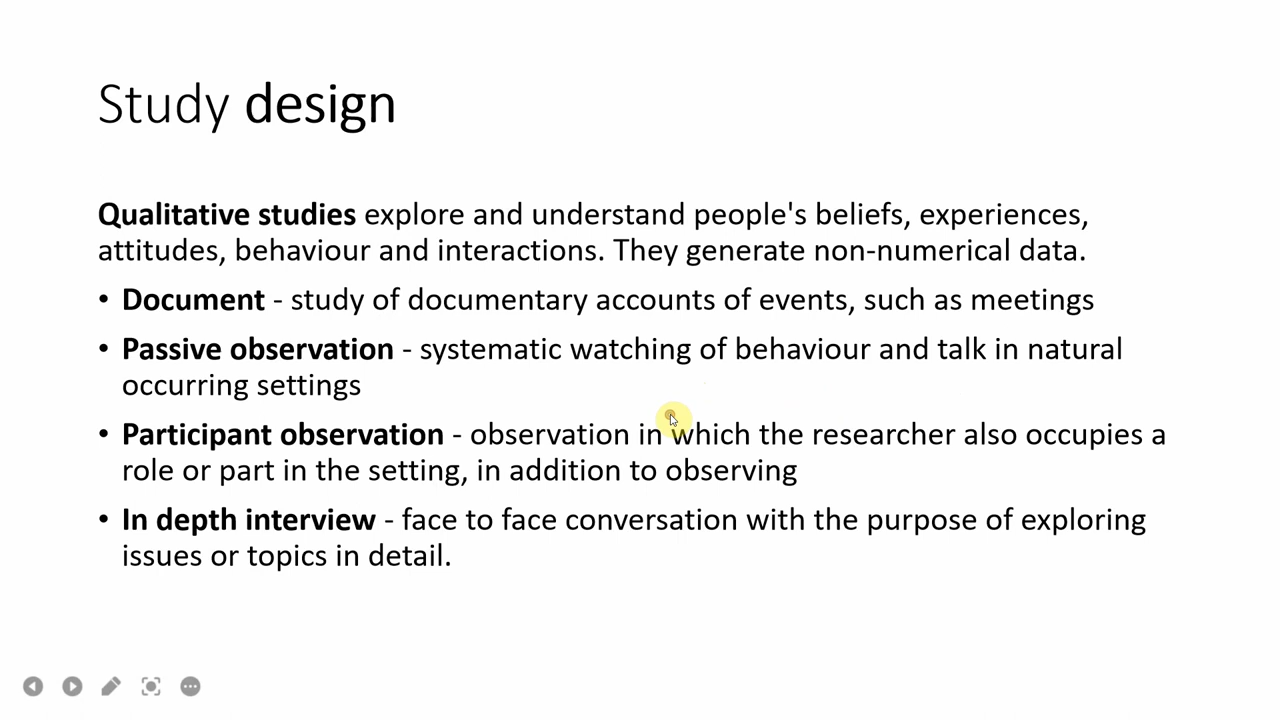 Study design
Qualitative studies explore and understand people's beliefs, experiences,
attitudes, behaviour and interactions. They generate non-numerical data.
• Document - study of documentary accounts of events, such as meetings
• Passive observation - systematic watching of behaviour and talk in natural
occurring settings
• Participant observation - observation in which the researcher also occupies a
role or part in the setting, in addition to observing
• In depth interview - face to face conversation with the purpose of exploring
issues or topics in detail.